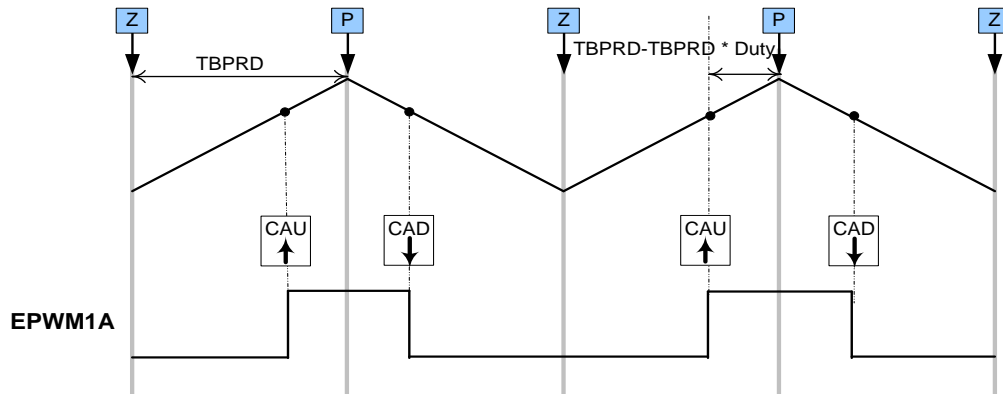 Z P Z P Z
TBPRD
TBPRD-TBPRD * Duty
CAU CAD CAU CAD
EPWM1A